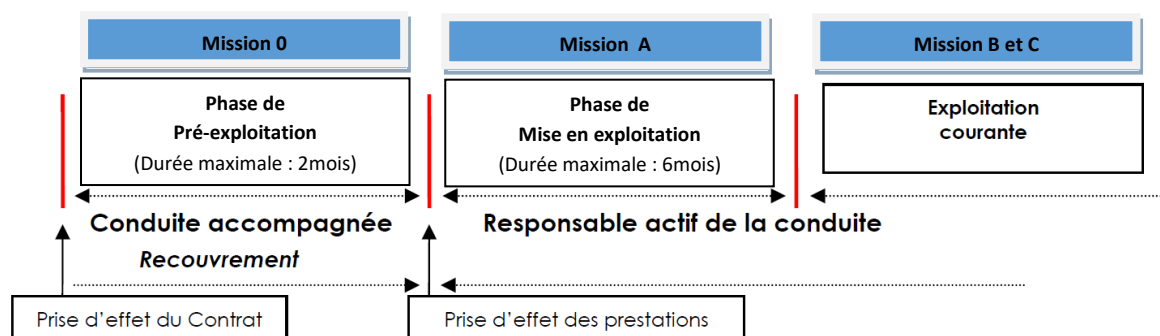 Mission 0
Mission A
Mission B et C
Phase de
Pré-exploitation
(Durée maximale : 2mois)
Phase de
Mise en exploitation
(Durée maximale : 6mois)
Exploitation
courante
Conduite accompagnée
Responsable actif de la conduite
Recouvrement
Prise d'effet du Contrat
Prise d'effet des prestations